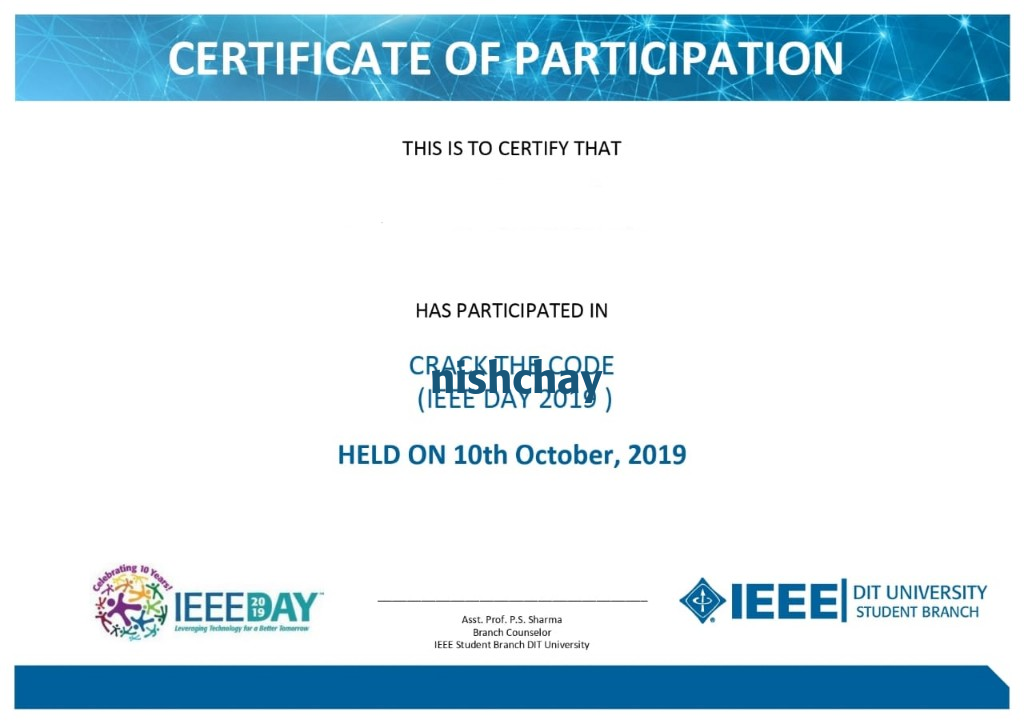 CERTIFICATE OF PARTICIPATION
THIS IS TO CERTIFY THAT
HAS PARTICIPATED IN
CRACK THE CODE
nishchay
(IEEE DAY 2019 )
HELD ON 10th October, 2019
Celebrating 10 Years!
IEEE 2019 DAY™
Leveraging Technology for a Better Tomorrow
Asst. Prof. P.S. Sharma
Branch Counselor
IEEE Student Branch DIT University
IEEE
DIT UNIVERSITY
STUDENT BRANCH